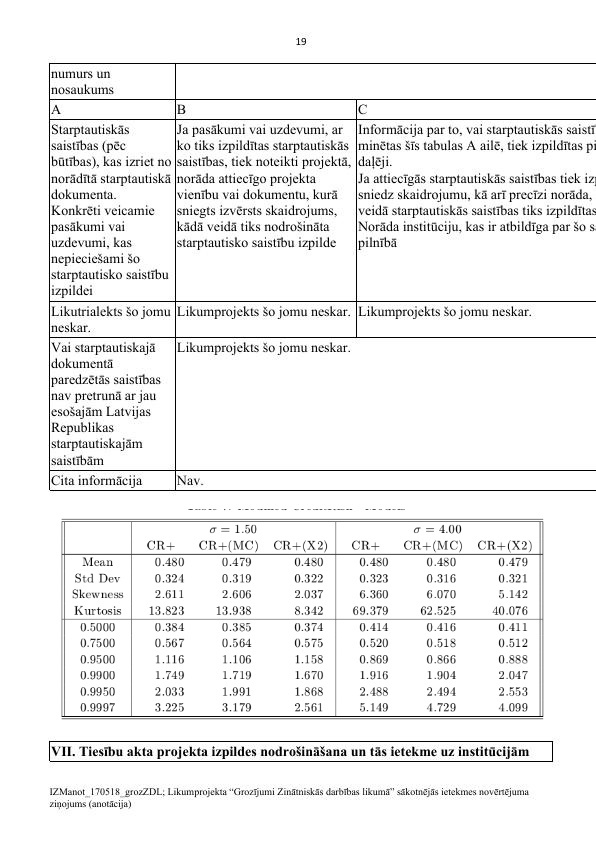 19
numurs un
nosaukums
A
B
C
Starptautiskās
saistības (pēc
būtības), kas izriet no
norādītā starptautiskā
dokumenta.
Konkrēti veicamie
pasākumi vai
uzdevumi, kas
nepieciešami šo
starptautisko saistību
izpildei
Ja pasākumi vai uzdevumi, ar
ko tiks izpildītas starptautiskās
saistības, tiek noteikti projektā,
norāda attiecīgo projekta
vienību vai dokumentu, kurā
sniegts izvērsts skaidrojums,
kādā veidā tiks nodrošināta
starptautisko saistību izpilde
Informācija par to, vai starptautiskās saistī
minētas šīs tabulas A ailē, tiek izpildītas pi
daļēji.
Ja attiecīgās starptautiskās saistības tiek iz
sniedz skaidrojumu, kā arī precīzi norāda,
veidā starptautiskās saistības tiks izpildītas
Norāda institūciju, kas ir atbildīga par šo sa
pilnībā
Likutrialekts šo jomu
neskar.
Likumprojekts šo jomu neskar.
Likumprojekts šo jomu neskar.
Vai starptautiskajā
dokumentā
paredzētās saistības
nav pretrunā ar jau
esošajām Latvijas
Republikas
starptautiskajām
saistībām
Likumprojekts šo jomu neskar.
Cita informācija
Nav.
σ = 1.50 σ = 4.00
CR+ CR+(MC) CR+(X2) CR+ CR+(MC) CR+(X2)
Mean 0.480 0.479 0.480 0.480 0.480 0.479
Std Dev 0.324 0.319 0.322 0.323 0.316 0.321
Skewness 2.611 2.606 2.037 6.360 6.070 5.142
Kurtosis 13.823 13.938 8.342 69.379 62.525 40.076
0.5000 0.384 0.385 0.374 0.414 0.416 0.411
0.7500 0.567 0.564 0.575 0.520 0.518 0.512
0.9500 1.116 1.106 1.158 0.869 0.866 0.888
0.9900 1.749 1.719 1.670 1.916 1.904 2.047
0.9950 2.033 1.991 1.868 2.488 2.494 2.553
0.9997 3.225 3.179 2.561 5.149 4.729 4.099
VII. Tiesību akta projekta izpildes nodrošināšana un tās ietekme uz institūcijām
IZManot_170518_grozZDL; Likumprojekta “Grozījumi Zinātniskās darbības likumā” sākotnējās ietekmes novērtējuma
ziņojums (anotācija)